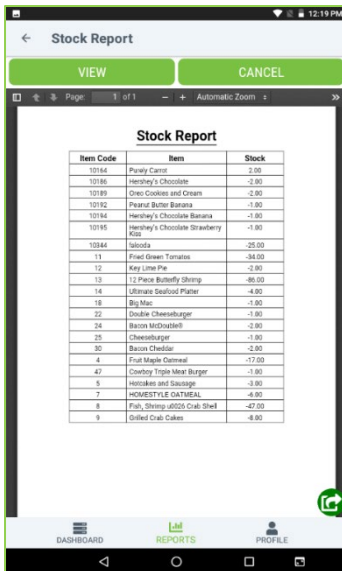 12:19 PM
Stock Report
VIEW CANCEL
Page: 1 of 1 − + Automatic Zoom
Stock Report
Item Code Item Stock
10164 Purely Carrot 2.00
10186 Hershey's Chocolate -2.00
10189 Oreo Cookies and Cream -2.00
10192 Peanut Butter Banana -1.00
10194 Hershey's Chocolate Banana -1.00
10195 Hershey's Chocolate Strawberry -1.00
Kiss
10344 falooda -25.00
11 Fried Green Tomatos -34.00
12 Key Lime Pie -2.00
13 12 Piece Butterfly Shrimp -86.00
14 Ultimate Seafood Platter -4.00
18 Big Mac -1.00
22 Double Cheeseburger -1.00
24 Bacon McDouble® -2.00
25 Cheeseburger -1.00
30 Bacon Cheddar -2.00
4 Fruit Maple Oatmeal -17.00
47 Cowboy Triple Meat Burger -1.00
5 Hotcakes and Sausage -3.00
7 HOMESTYLE OATMEAL -6.00
8 Fish, Shrimp u0026 Crab Shell -47.00
9 Grilled Crab Cakes -8.00
DASHBOARD REPORTS PROFILE